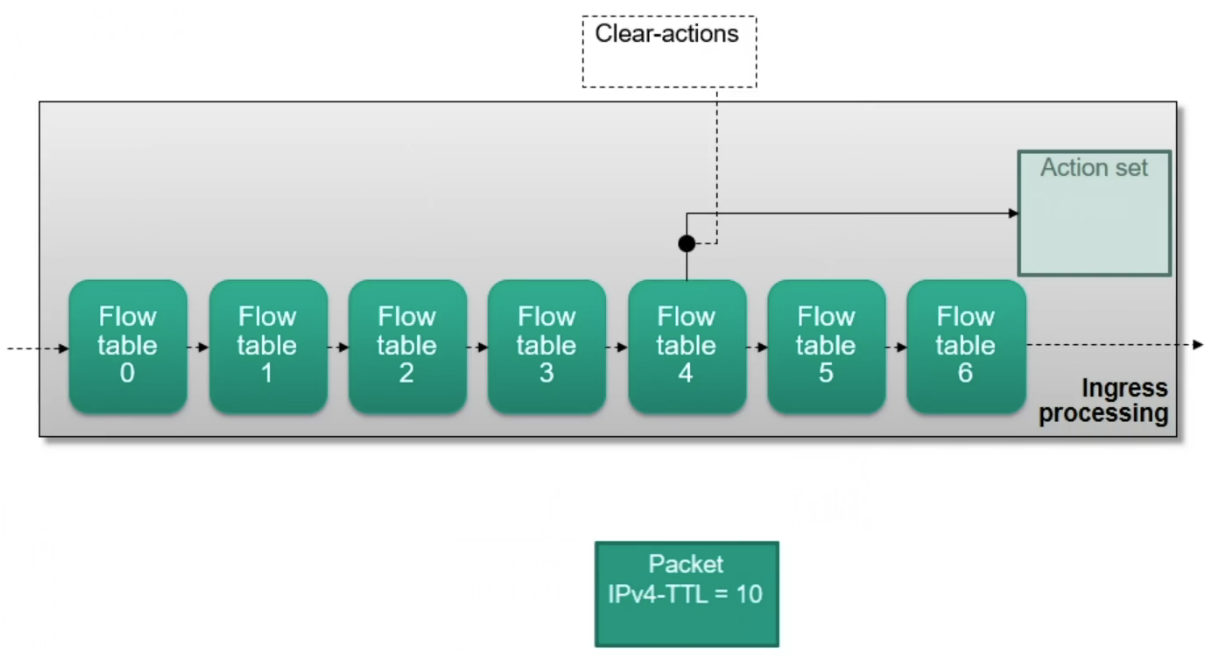 Clear-actions
Action set
Flow
table
0
Flow
table
1
Flow
table
2
Flow
table
3
Flow
table
4
Flow
table
5
Flow
table
6
Ingress
processing
Packet
IPv4-TTL = 10